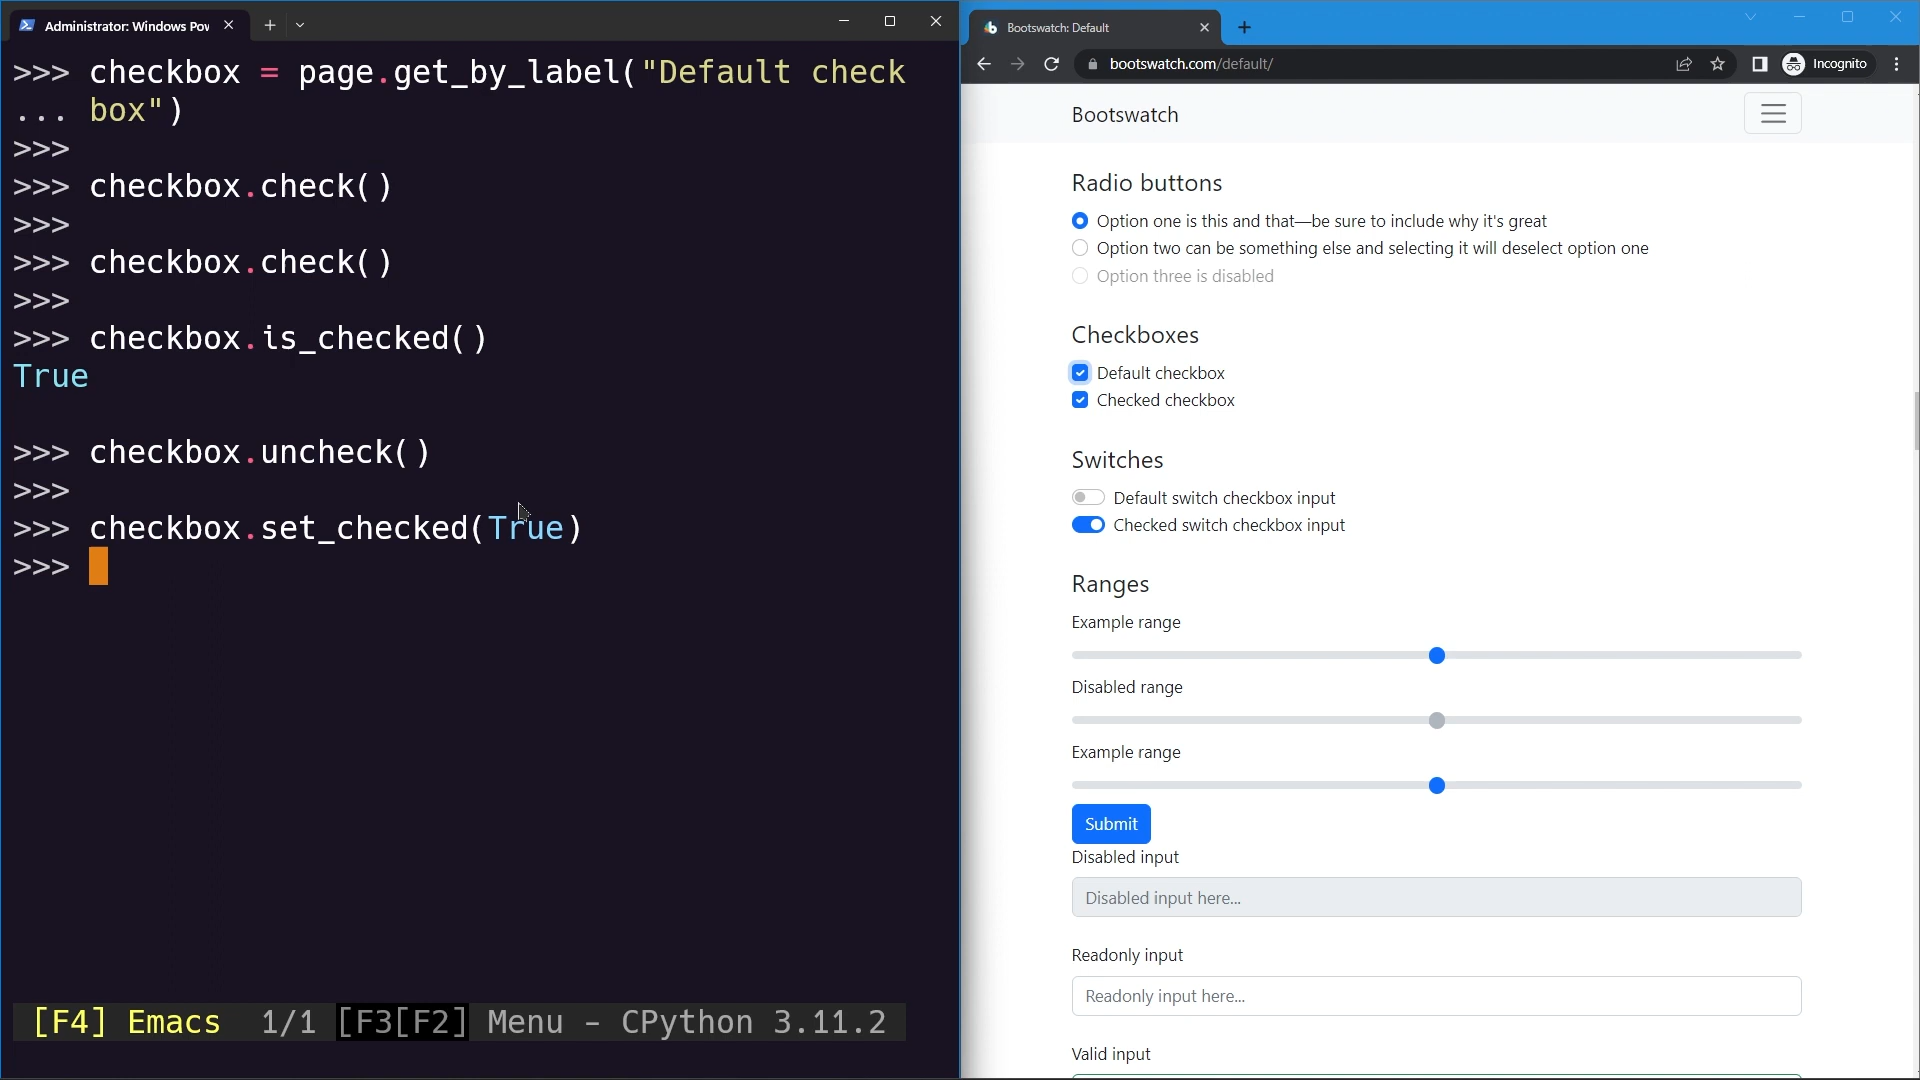 Administrator: Windows Pow
>>> checkbox = page.get_by_label("Default check
... box")
>>>
>>> checkbox.check()
>>>
>>> checkbox.check()
>>>
>>> checkbox.is_checked()
True
>>> checkbox.uncheck()
>>>
>>> checkbox.set_checked(True)
>>>
[F4] Emacs 1/1 [F3[F2] Menu - CPython 3.11.2
Bootswatch: Default
bootswatch.com/default/
Incognito
Bootswatch
Radio buttons
Option one is this and that—be sure to include why it's great
Option two can be something else and selecting it will deselect option one
Option three is disabled
Checkboxes
Default checkbox
Checked checkbox
Switches
Default switch checkbox input
Checked switch checkbox input
Ranges
Example range
Disabled range
Example range
Submit
Disabled input
Disabled input here...
Readonly input
Readonly input here...
Valid input